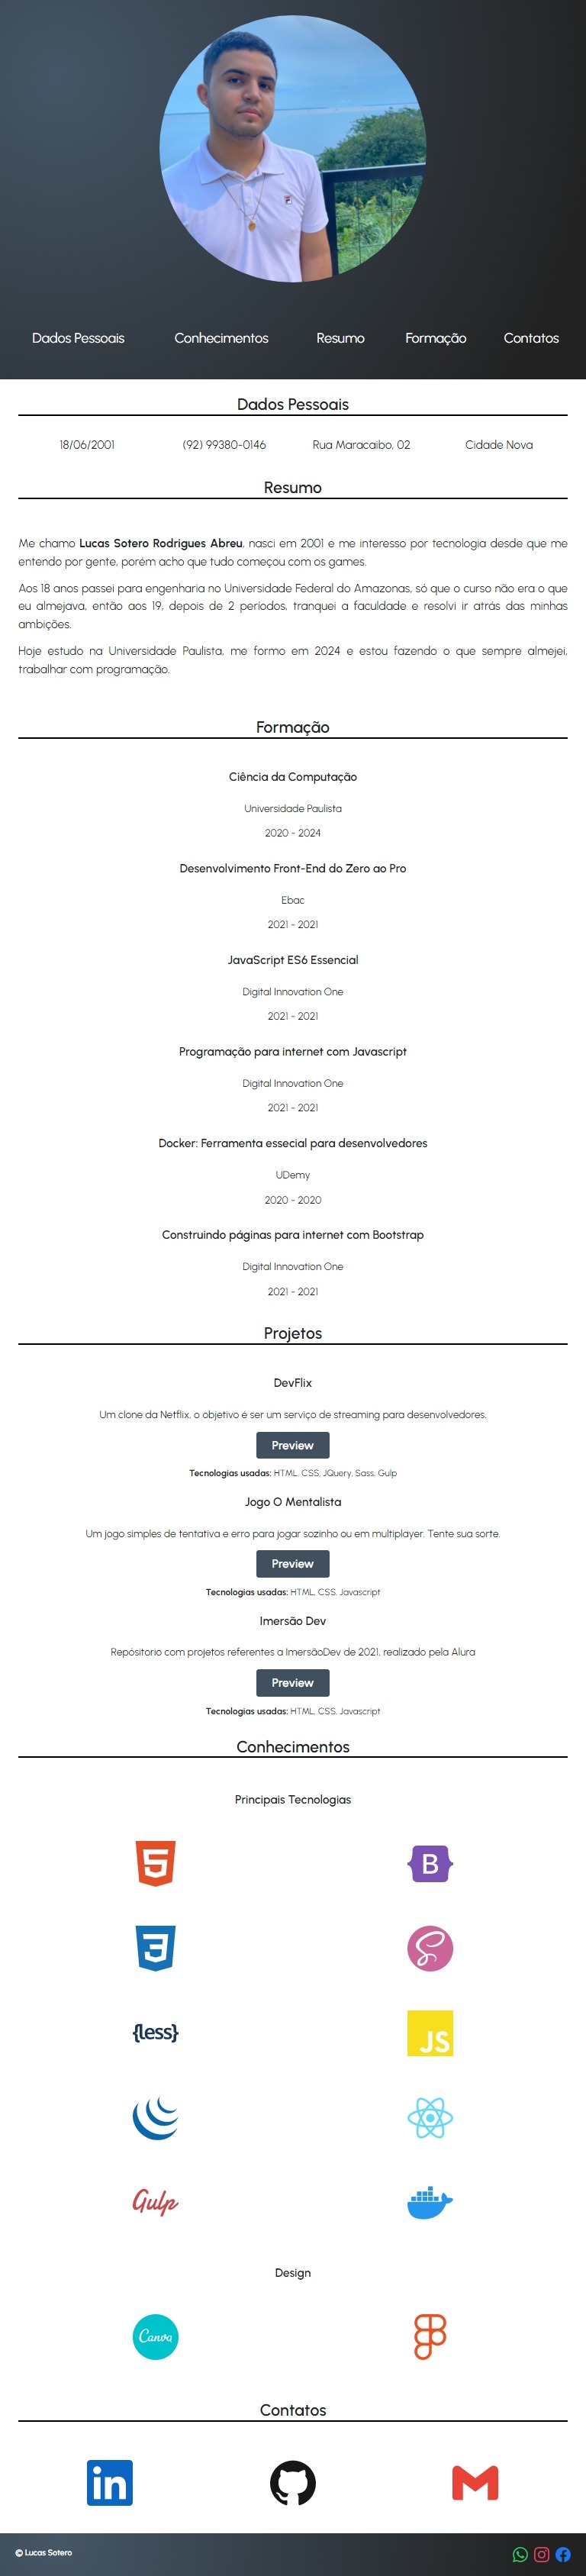 Dados Pessoais Conhecimentos Resumo Formação Contatos
Dados Pessoais
18/06/2001 (92) 99380-0146 Rua Maracaibo, 02 Cidade Nova
Resumo
Me chamo Lucas Sotero Rodrigues Abreu, nasci em 2001 e me interesso por tecnologia desde que me
entendo por gente, porém acho que tudo começou com os games.
Aos 18 anos passei para engenharia no Universidade Federal do Amazonas, só que o curso não era o que
eu almejava, então aos 19, depois de 2 períodos, tranquei a faculdade e resolvi ir atrás das minhas
ambições.
Hoje estudo na Universidade Paulista, me formo em 2024 e estou fazendo o que sempre almejei,
trabalhar com programação.
Formação
Ciência da Computação
Universidade Paulista
2020 - 2024
Desenvolvimento Front-End do Zero ao Pro
Ebac
2021 - 2021
JavaScript ES6 Essencial
Digital Innovation One
2021 - 2021
Programação para internet com Javascript
Digital Innovation One
2021 - 2021
Docker: Ferramenta essecial para desenvolvedores
UDemy
2020 - 2020
Construindo páginas para internet com Bootstrap
Digital Innovation One
2021 - 2021
Projetos
DevFlix
Um clone da Netflix, o objetivo é ser um serviço de streaming para desenvolvedores.
Preview
Tecnologias usadas: HTML, CSS, JQuery, Sass, Gulp
Jogo O Mentalista
Um jogo simples de tentativa e erro para jogar sozinho ou em multiplayer. Tente sua sorte.
Preview
Tecnologias usadas: HTML, CSS, Javascript
Imersão Dev
Repósitorio com projetos referentes a ImersãoDev de 2021, realizado pela Alura
Preview
Tecnologias usadas: HTML, CSS, Javascript
Conhecimentos
Principais Tecnologias
5 B
3 S
{less} JS
Gulp
Design
Canva
Contatos
in
© Lucas Sotero